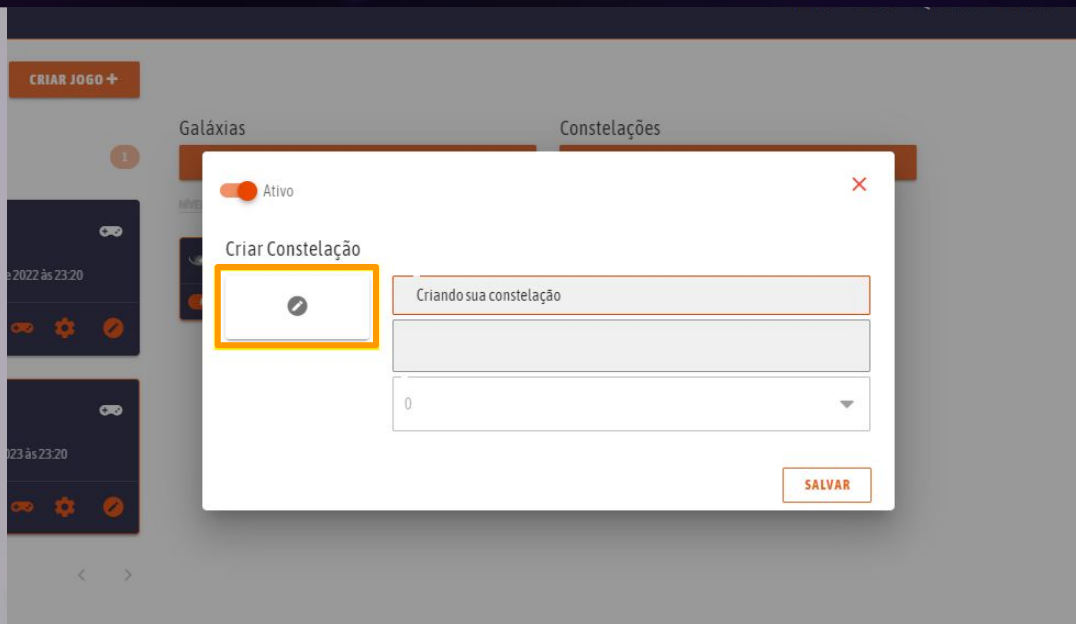 CRIAR JOGO +
Galáxias
Constelações
1
Ativo
Criar Constelação
e 2022 às 23:20
Criando sua constelação
0
023 às 23:20
SALVAR